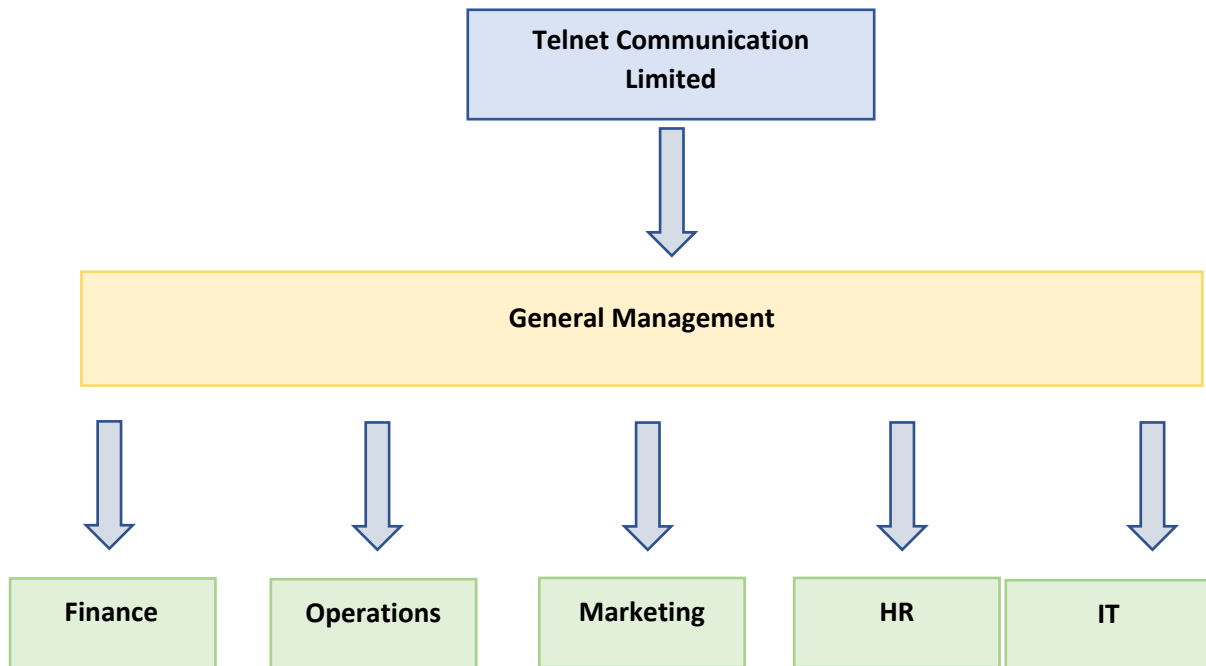 Telnet Communication
Limited
General Management
Finance
Operations
Marketing
HR
IT